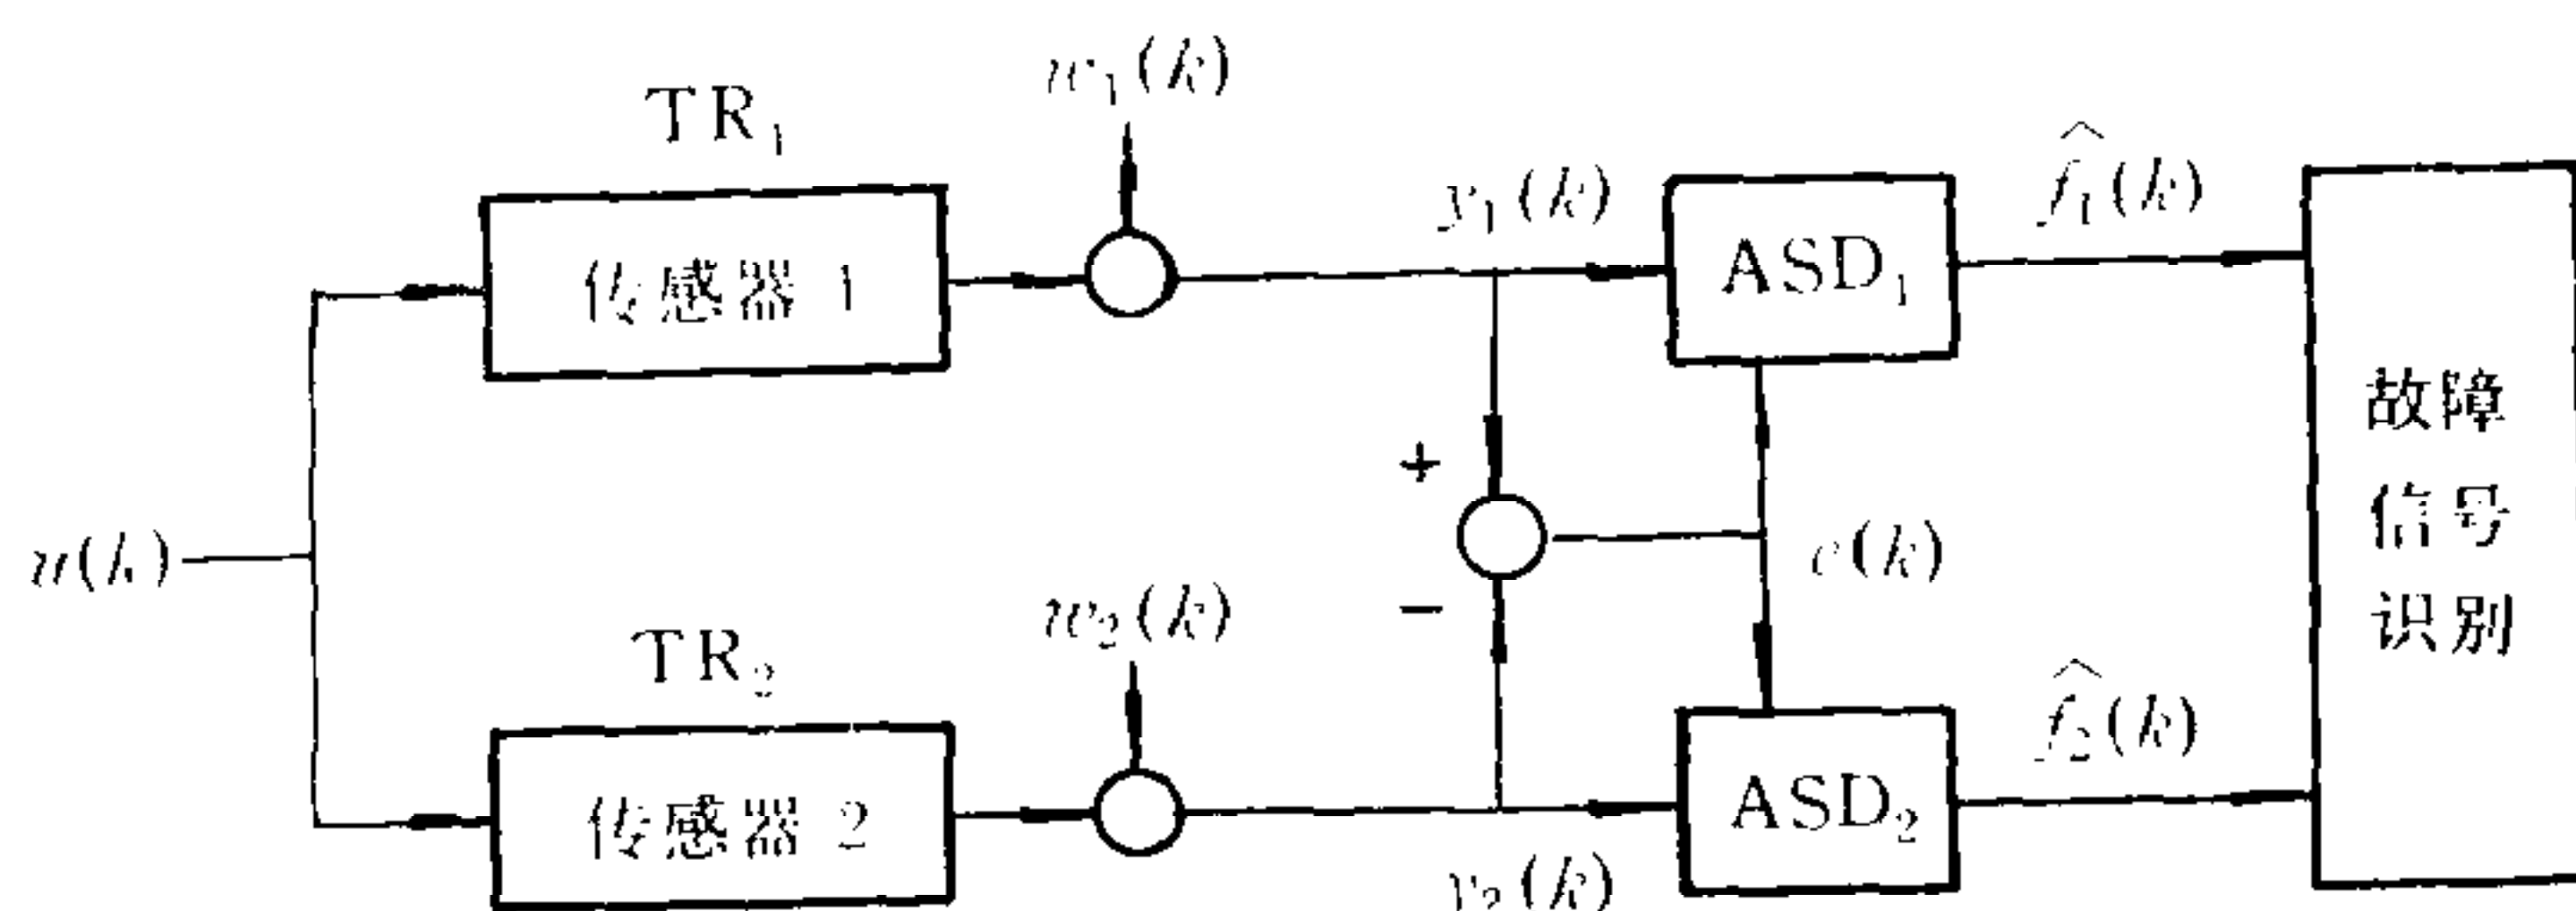 w₁(k)
TR₁
传感器 1
y₁(k)
ASD₁
f̂₁(k)
故障
信号
识别
+
u(k)
e(k)
−
w₂(k)
TR₂
传感器 2
y₂(k)
ASD₂
f̂₂(k)